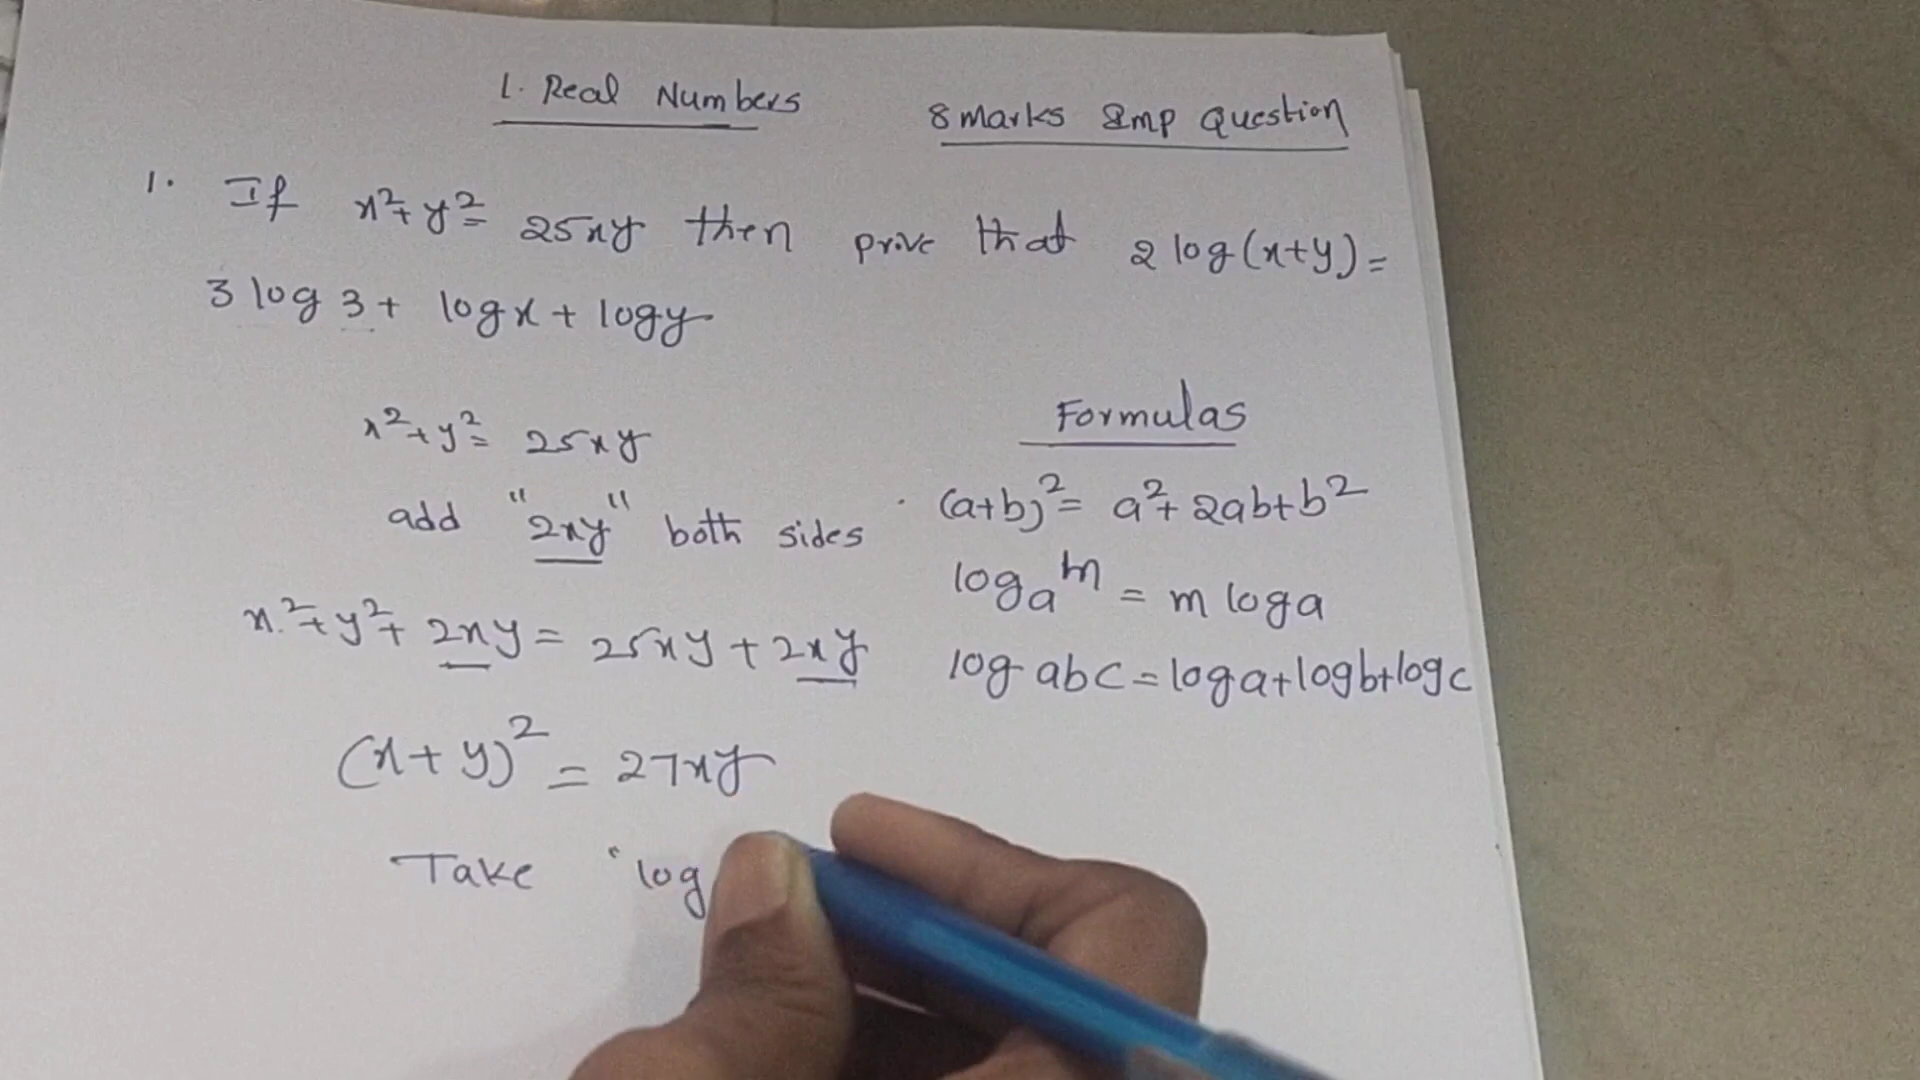 1. Real Numbers
8 Marks Imp Question
1. If x²+y²= 25xy then prove that 2 log(x+y)=
3 log 3 + logx + logy
x²+y²= 25xy
add "2xy" both sides
x²+y²+ 2xy = 25xy + 2xy
(x+y)² = 27xy
Take "log
Formulas
(a+b)²= a²+2ab+b²
log a^m = m log a
log abc = log a+log b+log c